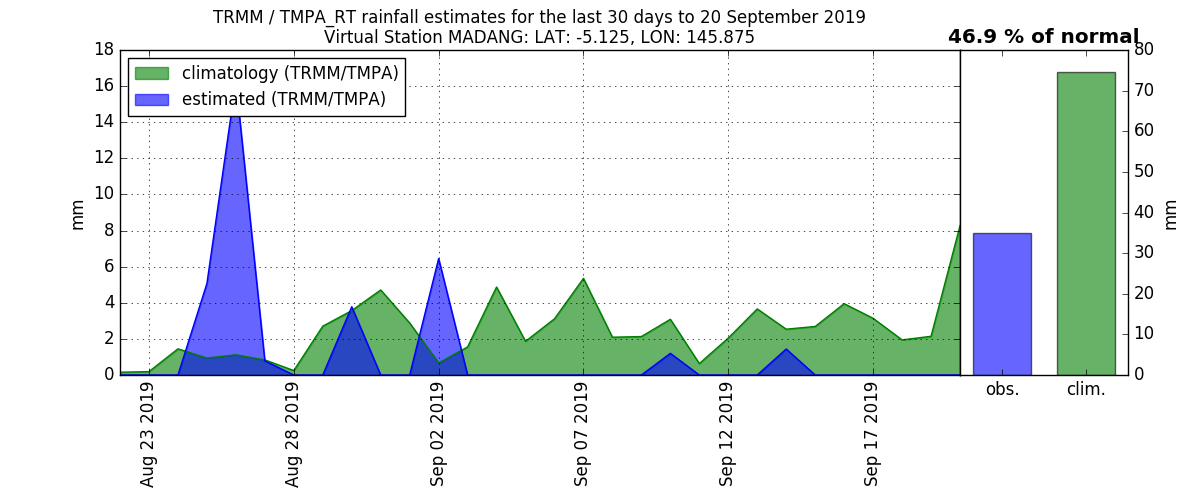 TRMM / TMPA_RT rainfall estimates for the last 30 days to 20 September 2019
Virtual Station MADANG: LAT: -5.125, LON: 145.875
46.9 % of normal
climatology (TRMM/TMPA)
estimated (TRMM/TMPA)
18
16
14
12
10
8
6
4
2
0
mm
Aug 23 2019
Aug 28 2019
Sep 02 2019
Sep 07 2019
Sep 12 2019
Sep 17 2019
80
70
60
50
40
30
20
10
0
mm
obs.
clim.